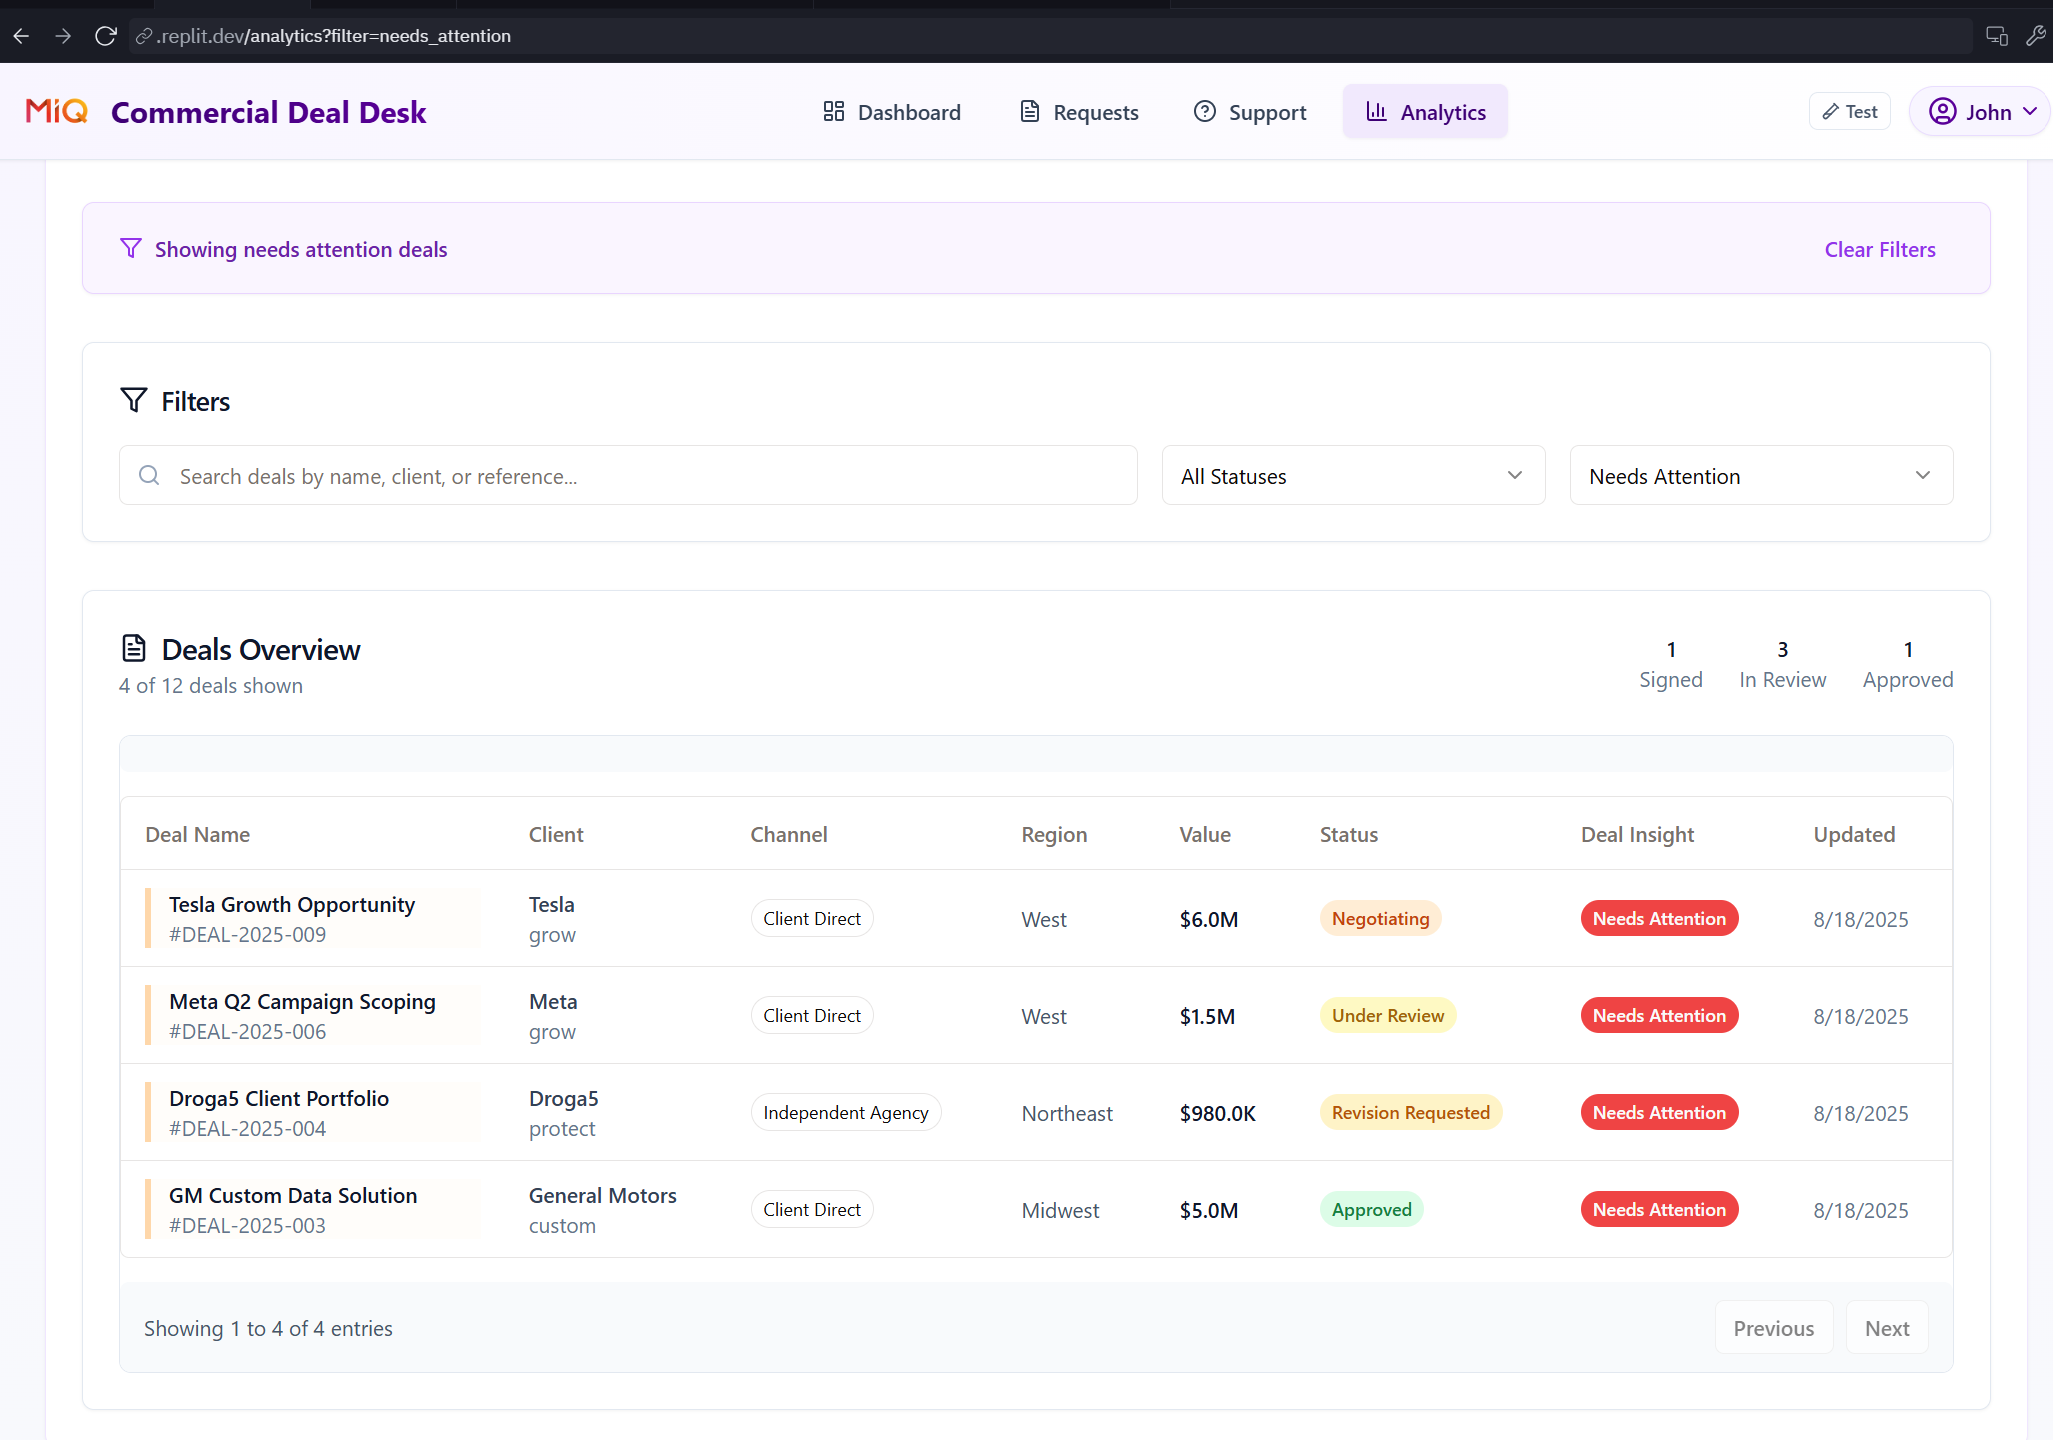 .replit.dev/analytics?filter=needs_attention
MiQ Commercial Deal Desk Dashboard Requests Support Analytics Test John
Showing needs attention deals Clear Filters
Filters
Search deals by name, client, or reference... All Statuses Needs Attention
Deals Overview
4 of 12 deals shown
1 3 1
Signed In Review Approved
Deal Name Client Channel Region Value Status Deal Insight Updated
Tesla Growth Opportunity Tesla
Client Direct West $6.0M Negotiating Needs Attention 8/18/2025
#DEAL-2025-009 grow
Meta Q2 Campaign Scoping Meta
Client Direct West $1.5M Under Review Needs Attention 8/18/2025
#DEAL-2025-006 grow
Droga5 Client Portfolio Droga5
Independent Agency Northeast $980.0K Revision Requested Needs Attention 8/18/2025
#DEAL-2025-004 protect
GM Custom Data Solution General Motors
Client Direct Midwest $5.0M Approved Needs Attention 8/18/2025
#DEAL-2025-003 custom
Showing 1 to 4 of 4 entries Previous Next